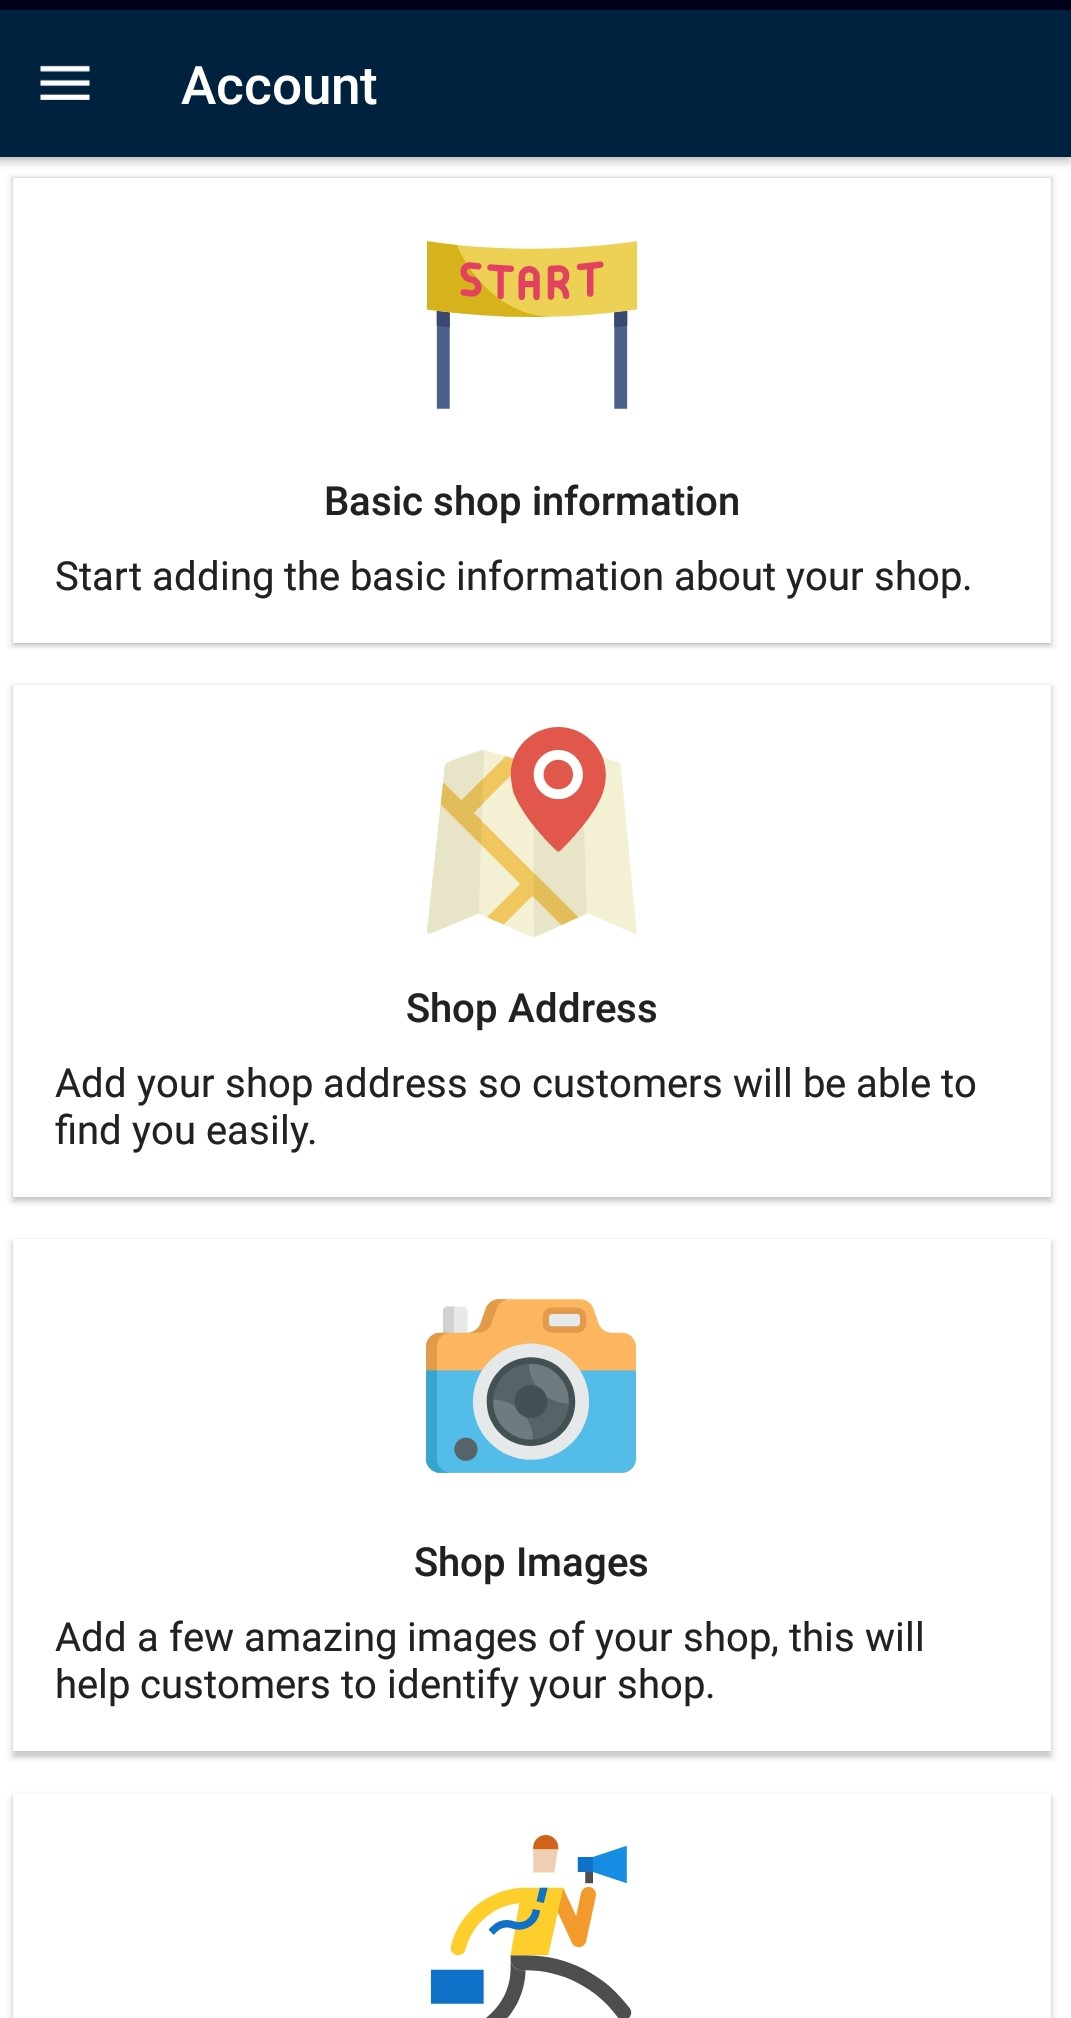 Account
START
Basic shop information
Start adding the basic information about your shop.
Shop Address
Add your shop address so customers will be able to
find you easily.
Shop Images
Add a few amazing images of your shop, this will
help customers to identify your shop.